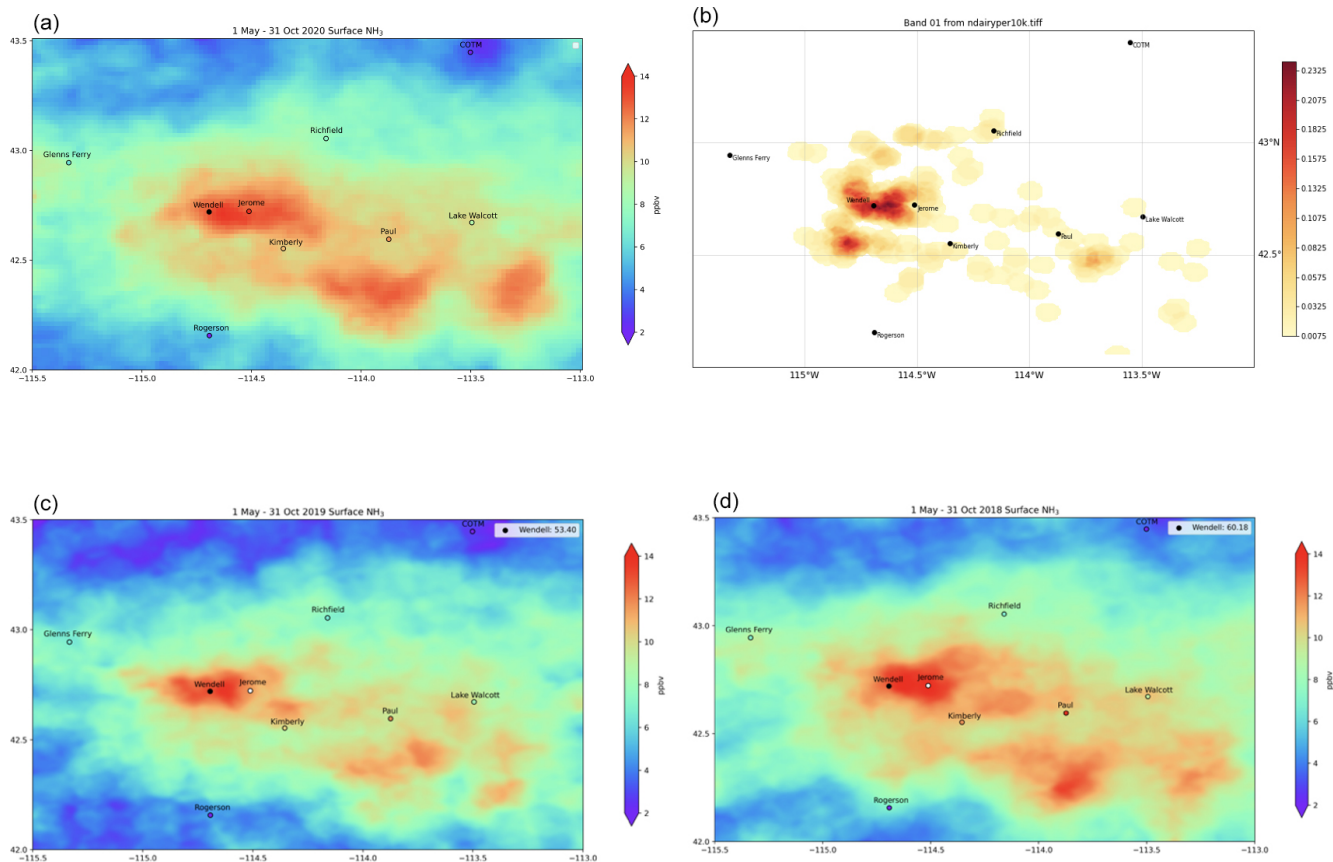 (a)
1 May - 31 Oct 2020 Surface NH₃
43.5
43.0
42.5
42.0
COTM
Richfield
Glenns Ferry
Wendell
Jerome
Kimberly
Paul
Lake Walcott
Rogerson
−115.5
−115.0
−114.5
−114.0
−113.5
−113.0
14
12
10
8
6
4
2
ppbv
(b)
Band 01 from ndairyper10k.tiff
COTM
Richfield
Glenns Ferry
Wendell
Jerome
Kimberly
Paul
Lake Walcott
Rogerson
43°N
42.5°
115°W
114.5°W
114°W
113.5°W
0.2325
0.2075
0.1825
0.1575
0.1325
0.1075
0.0825
0.0575
0.0325
0.0075
(c)
1 May - 31 Oct 2019 Surface NH₃
43.5
43.0
42.5
42.0
COTM
Wendell: 53.40
Richfield
Glenns Ferry
Wendell
Jerome
Kimberly
Paul
Lake Walcott
Rogerson
−115.5
−115.0
−114.5
−114.0
−113.5
−113.0
14
12
10
8
6
4
2
ppbv
(d)
1 May - 31 Oct 2018 Surface NH₃
43.5
43.0
42.5
42.0
COTM
Wendell: 60.18
Richfield
Glenns Ferry
Wendell
Jerome
Kimberly
Paul
Lake Walcott
Rogerson
−115.5
−115.0
−114.5
−114.0
−113.5
−113.0
14
12
10
8
6
4
2
ppbv